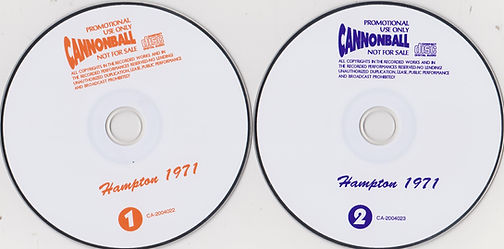 PROMOTIONAL
USE ONLY
CANNONBALL
NOT FOR SALE
ALL COPYRIGHTS IN THE RECORDED WORKS AND IN
THE RECORDED PERFORMANCES RESERVED-NO LENDING!
UNAUTHORIZED DUPLICATION, LEASE, PUBLIC PERFORMANCE
AND BROADCAST PROHIBITED!
Hampton 1971
1
CA-2004022
PROMOTIONAL
USE ONLY
CANNONBALL
NOT FOR SALE
ALL COPYRIGHTS IN THE RECORDED WORKS AND IN
THE RECORDED PERFORMANCES RESERVED-NO LENDING!
UNAUTHORIZED DUPLICATION, LEASE, PUBLIC PERFORMANCE
AND BROADCAST PROHIBITED!
Hampton 1971
2
CA-2004023